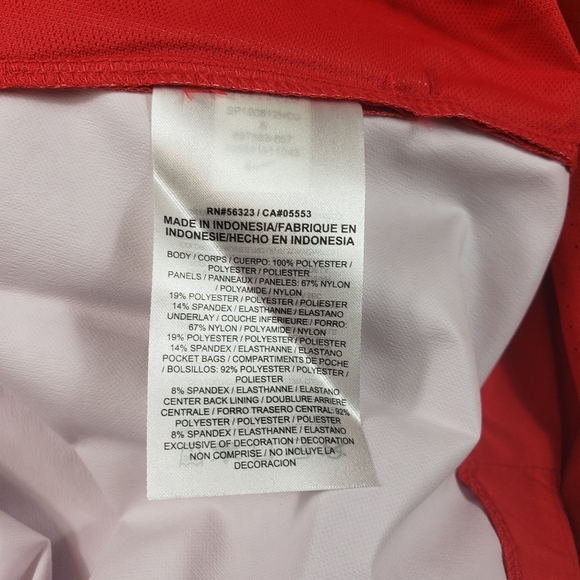 RN#56323 / CA#05553
MADE IN INDONESIA/FABRIQUE EN
INDONESIE/HECHO EN INDONESIA
BODY / CORPS / CUERPO: 100% POLYESTER /
POLYESTER / POLIESTER
PANELS / PANNEAUX / PANELES: 67% NYLON
/ POLYAMIDE / NYLON
19% POLYESTER / POLYESTER / POLIESTER
14% SPANDEX / ELASTHANNE / ELASTANO
UNDERLAY / COUCHE INFERIEURE / FORRO:
67% NYLON / POLYAMIDE / NYLON
19% POLYESTER / POLYESTER / POLIESTER
14% SPANDEX / ELASTHANNE / ELASTANO
POCKET BAGS / COMPARTIMENTS DE POCHE
/ BOLSILLOS: 92% POLYESTER / POLYESTER /
POLIESTER
8% SPANDEX / ELASTHANNE / ELASTANO
CENTER BACK LINING / DOUBLURE ARRIERE
CENTRALE / FORRO TRASERO CENTRAL: 92%
POLYESTER / POLYESTER / POLIESTER
8% SPANDEX / ELASTHANNE / ELASTANO
EXCLUSIVE OF DECORATION / DECORATION
NON COMPRISE / NO INCLUYE LA
DECORACION